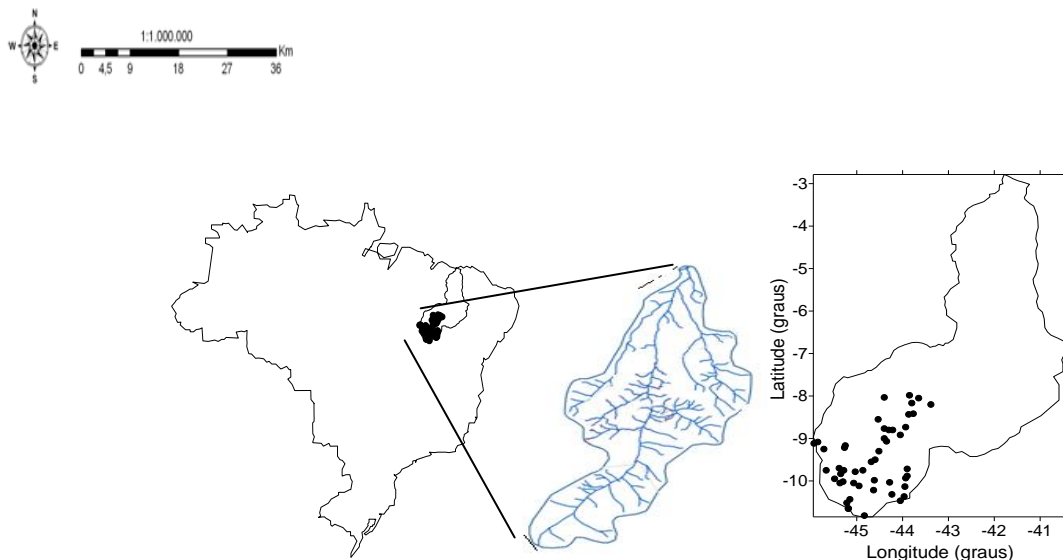 N
W E
S
1:1.000.000
Km
0 4,5 9 18 27 36
-3
-4
-5
-6
-7
-8
-9
-10
Latitude (graus)
-45 -44 -43 -42 -41
Longitude (graus)